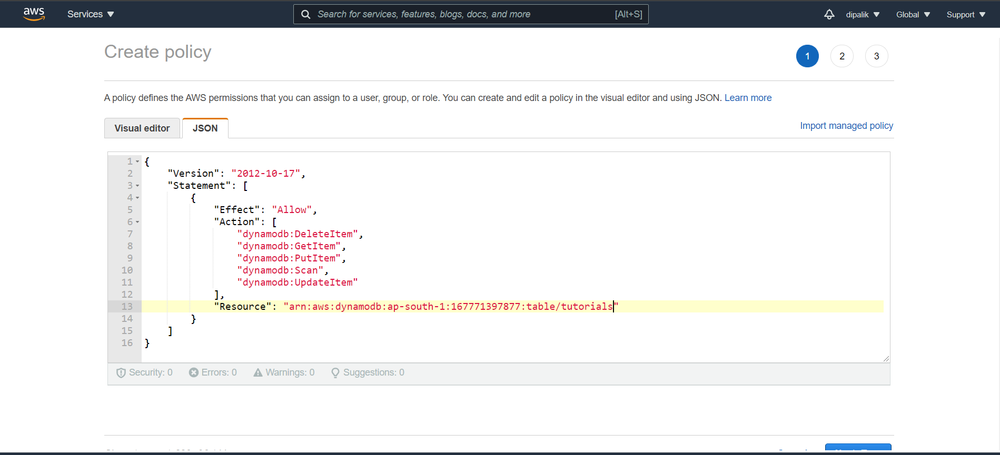 aws Services Search for services, features, blogs, docs, and more [Alt+S] dipalik Global Support
Create policy
1 2 3
A policy defines the AWS permissions that you can assign to a user, group, or role. You can create and edit a policy in the visual editor and using JSON. Learn more
Visual editor JSON Import managed policy
1 {
2 "Version": "2012-10-17",
3 "Statement": [
4 {
5 "Effect": "Allow",
6 "Action": [
7 "dynamodb:DeleteItem",
8 "dynamodb:GetItem",
9 "dynamodb:PutItem",
10 "dynamodb:Scan",
11 "dynamodb:UpdateItem"
12 ],
13 "Resource": "arn:aws:dynamodb:ap-south-1:167771397877:table/tutorials"
14 }
15 ]
16 }
Security: 0 Errors: 0 Warnings: 0 Suggestions: 0